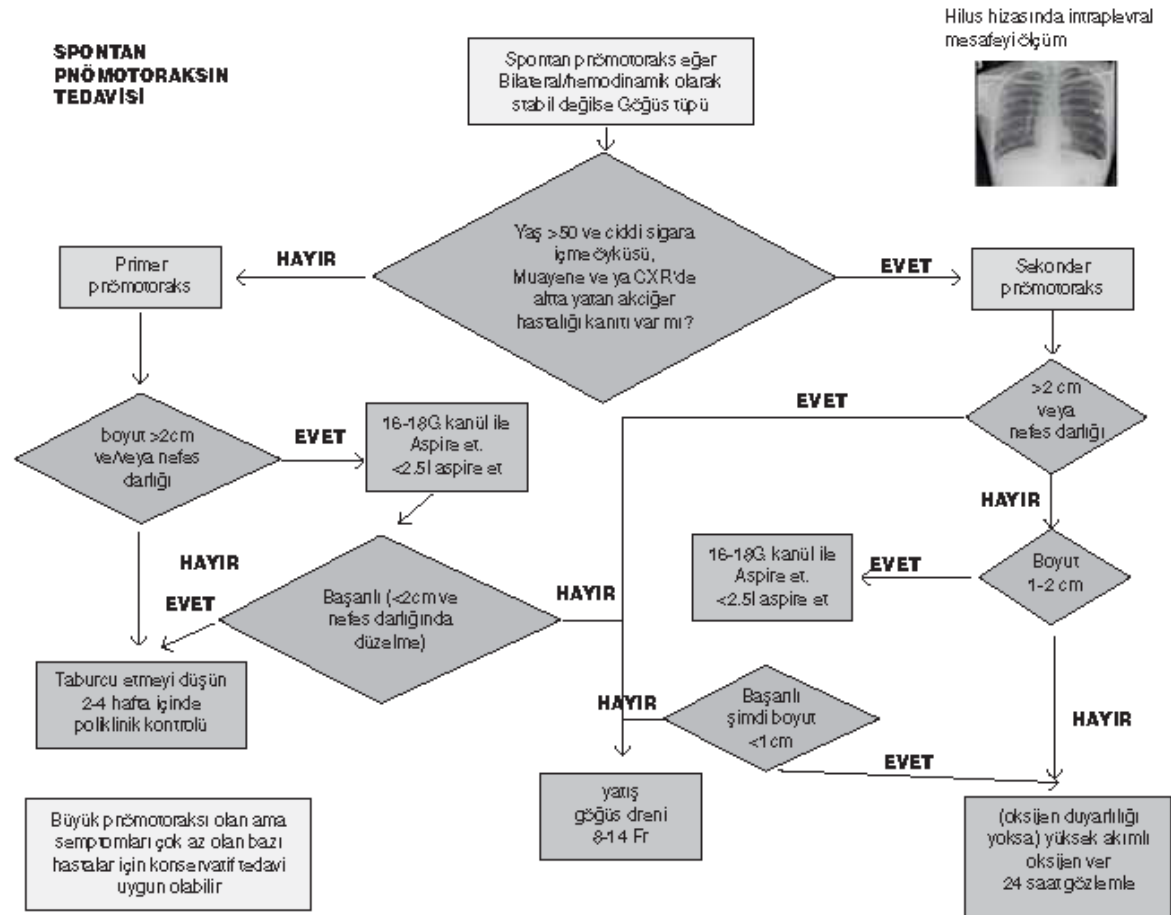 SPONTAN
PNÖMOTORAKSIN
TEDAVİSİ
Spontan pnömotoraks eğer
Bilateral/hemodinamik olarak
stabil değilse Göğüs tüpü
Hilus hizasında intraplevral
mesafeyi ölçüm
Yaş >50 ve ciddi sigara
içme öyküsü,
Muayene ve ya CXR'de
altta yatan akciğer
hastalığı kanıtı var mı?
HAYIR
EVET
Primer
pnömotoraks
Sekonder
pnömotoraks
boyut >2cm
ve/veya nefes
darlığı
EVET
16-18G kanül ile
Aspire et.
<2.5l aspire et
EVET
>2 cm
veya
nefes darlığı
HAYIR
HAYIR
EVET
Başarılı (<2cm ve
nefes darlığında
düzelme)
HAYIR
16-18G kanül ile
Aspire et.
<2.5l aspire et
EVET
Boyut
1-2 cm
Taburcu etmeyi düşün
2-4 hafta içinde
poliklinik kontrolü
HAYIR
Başarılı
şimdi boyut
<1cm
HAYIR
EVET
Büyük pnömotoraksı olan ama
semptomları çok az olan bazı
hastalar için konservatif tedavi
uygun olabilir
yatış
göğüs dreni
8-14 Fr
(oksijen duyarlılığı
yoksa) yüksek akımlı
oksijen ver
24 saat gözlemle